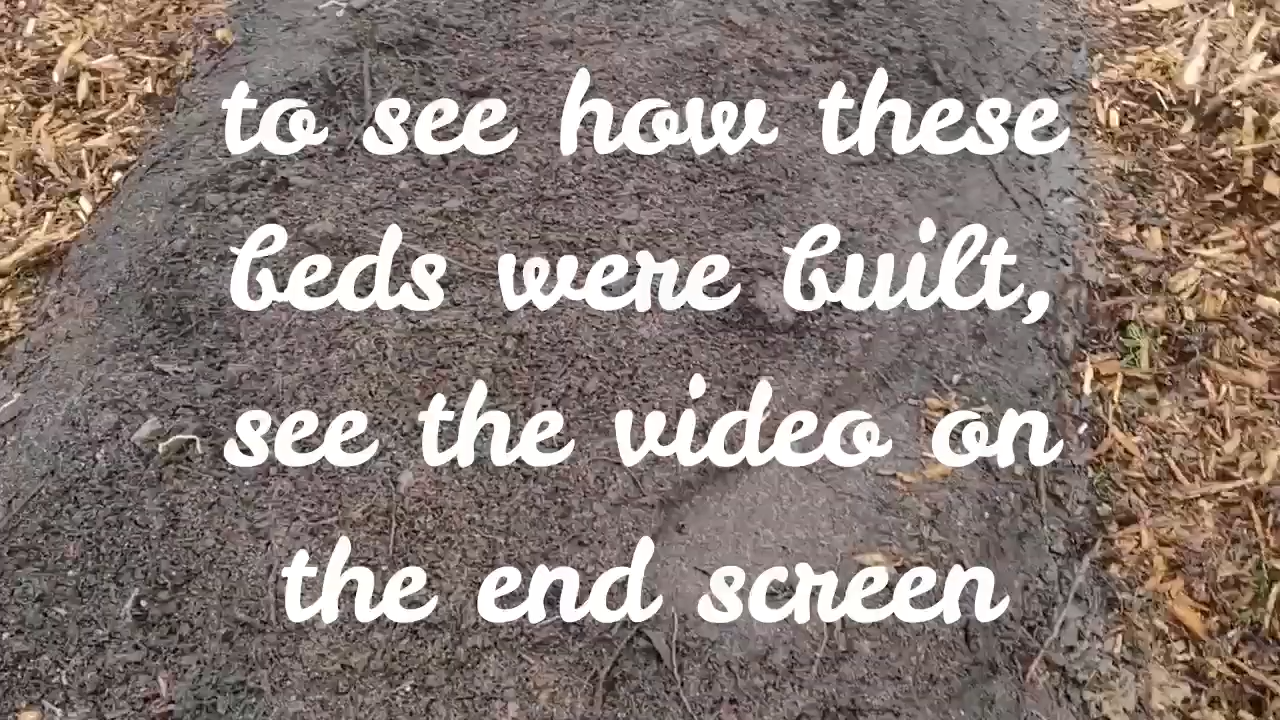 to see how these
beds were built,
see the video on
the end screen